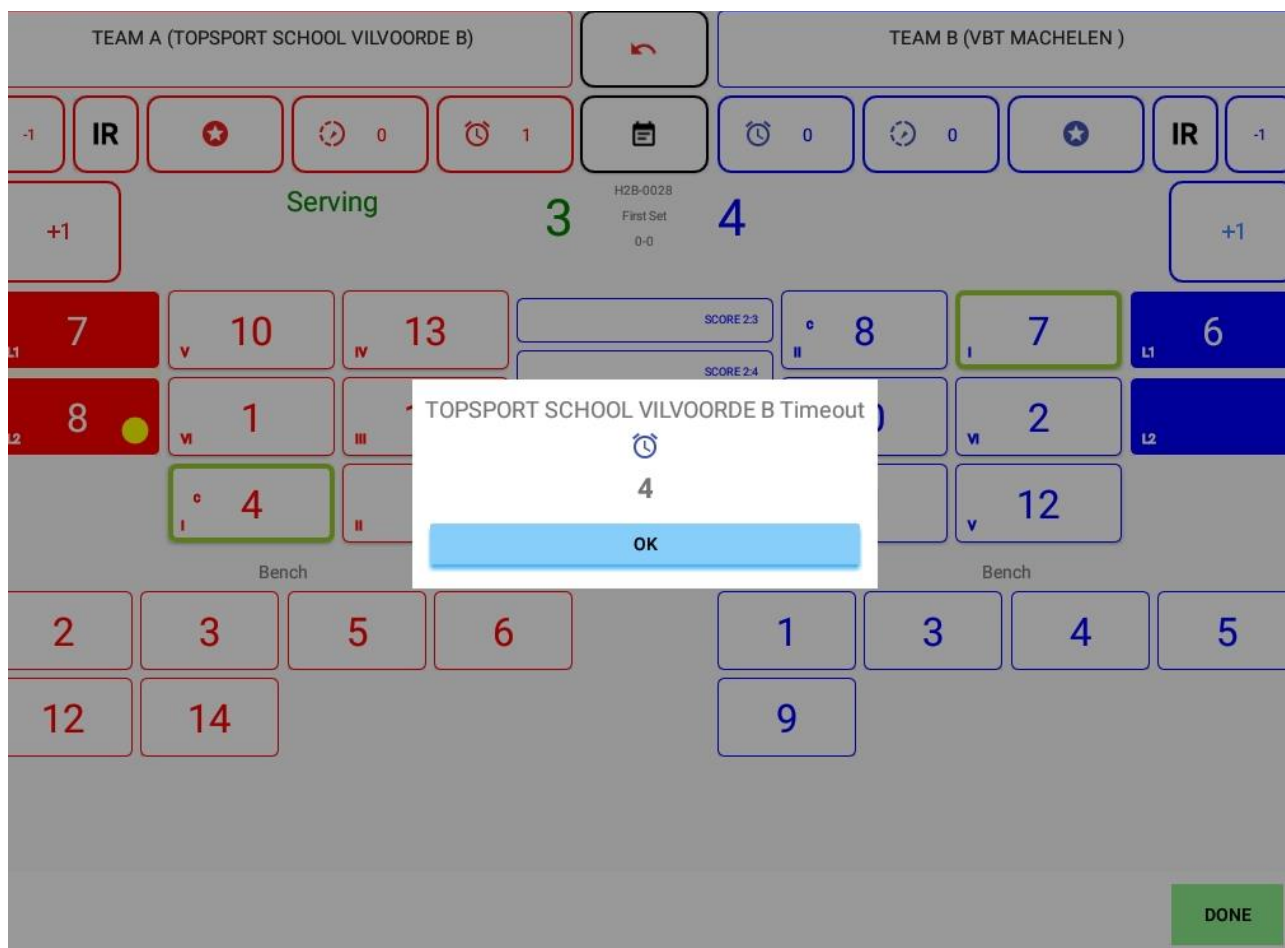 TEAM A (TOPSPORT SCHOOL VILVOORDE B)
TEAM B (VBT MACHELEN )
-1
IR
0
1
0
0
IR
-1
+1
Serving
3
H2B-0028
First Set
0-0
4
+1
7
L1
10
V
13
IV
SCORE 2:3
C
8
II
7
I
6
L1
SCORE 2:4
8
L2
1
VI
III
2
VI
L2
C
4
I
II
12
V
TOPSPORT SCHOOL VILVOORDE B Timeout
4
OK
Bench
Bench
2
3
5
6
1
3
4
5
12
14
9
DONE